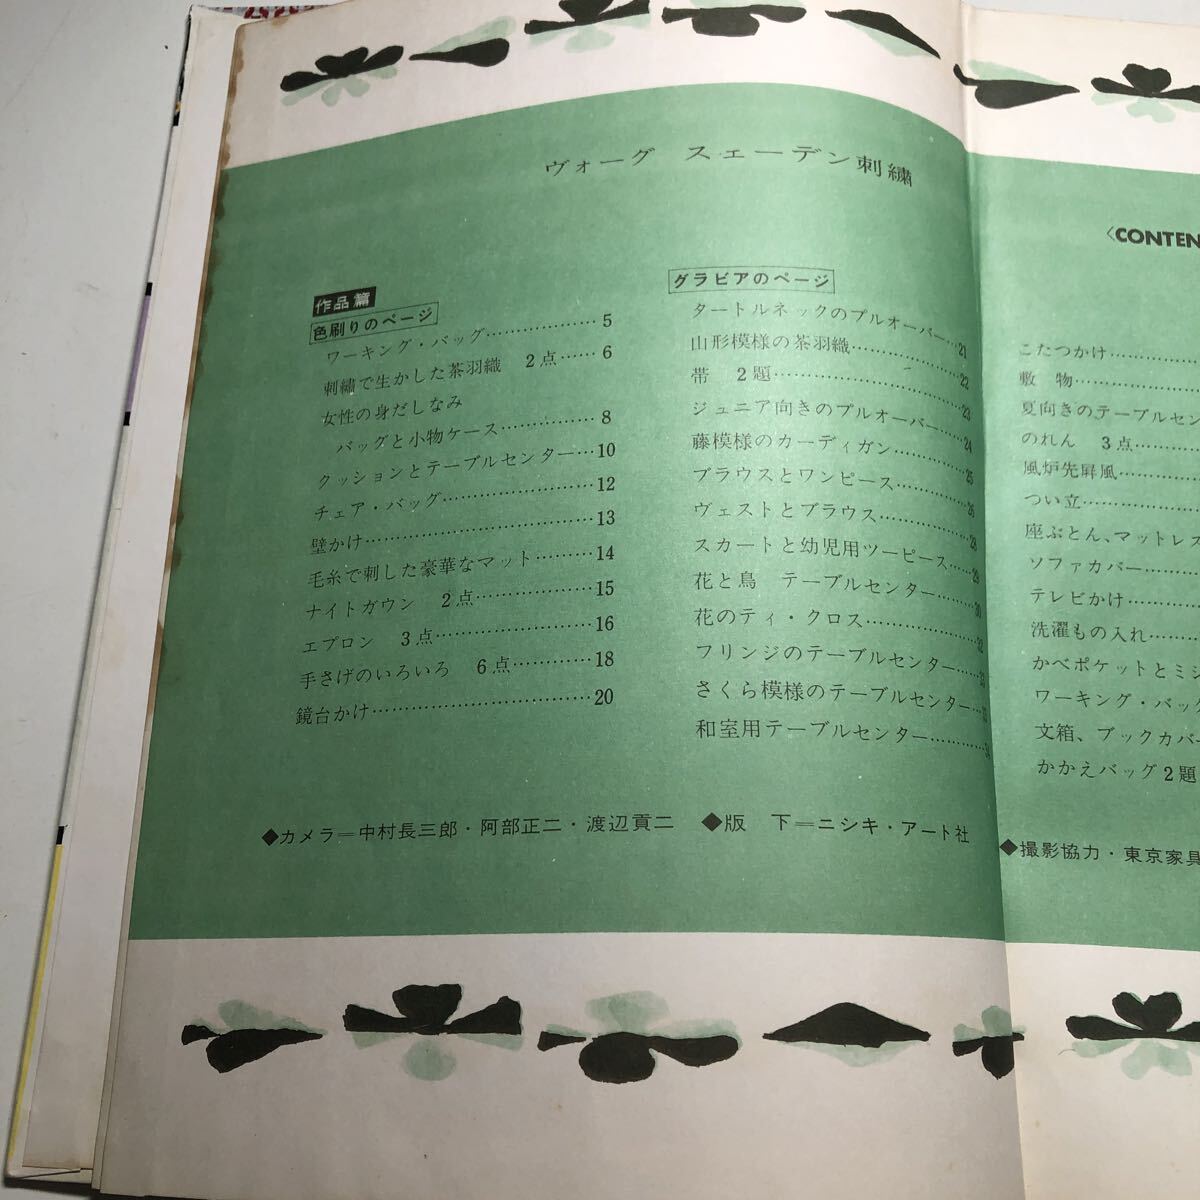 ヴォーグ スェーデン刺繍
作品篇
色刷りのページ
ワーキング・バッグ………………5
刺繍で生かした茶羽織 2点……6
女性の身だしなみ
バッグと小物ケース……………8
クッションとテーブルセンター…10
チェア・バッグ……………………12
壁かけ………………………………13
毛糸で刺した豪華なマット………14
ナイトガウン 2点………………15
エプロン 3点……………………16
手さげのいろいろ 6点…………18
鏡台かけ……………………………20
グラビアのページ
タートルネックのプルオーバー…21
山形模様の茶羽織…………………22
帯 2題……………………………23
ジュニア向きのプルオーバー……24
藤模様のカーディガン……………25
ブラウスとワンピース……………26
ヴェストとブラウス………………28
スカートと幼児用ツーピース……29
花と鳥 テーブルセンター………30
花のティ・クロス…………………32
フリンジのテーブルセンター……33
さくら模様のテーブルセンター…33
和室用テーブルセンター…………34
◆カメラ＝中村長三郎・阿部正二・渡辺貢二 ◆版 下＝ニシキ・アート社
〈CONTEN
こたつかけ
敷 物
夏向きのテーブルセン
のれん 3点
風炉先屏風
つい立
座ぶとん、マットレス
ソファカバー
テレビかけ
洗濯もの入れ
かべポケットとミシ
ワーキング・バッグ
文箱、ブックカバー
かかえバッグ2題
◆撮影協力・東京家具